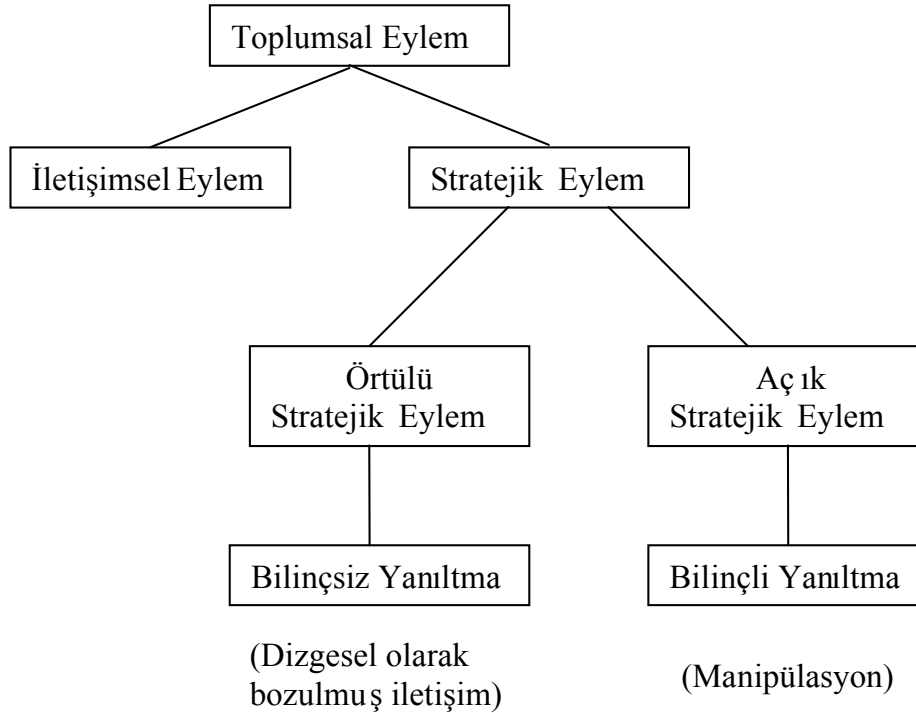 Toplumsal Eylem
İletişimsel Eylem
Stratejik Eylem
Örtülü
Stratejik Eylem
Açık
Stratejik Eylem
Bilinçsiz Yanıltma
Bilinçli Yanıltma
(Dizgesel olarak
bozulmuş iletişim)
(Manipülasyon)